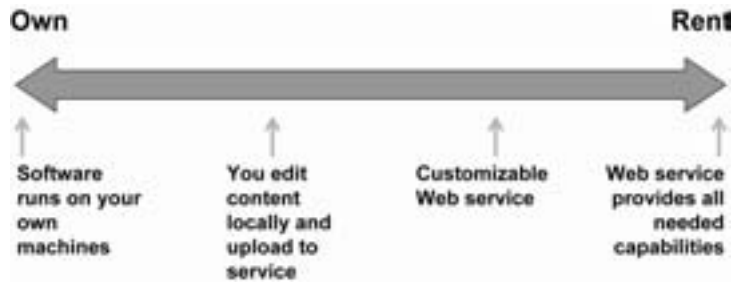 Own
Rent
Software
runs on your
own
machines
You edit
content
locally and
upload to
service
Customizable
Web service
Web service
provides all
needed
capabilities